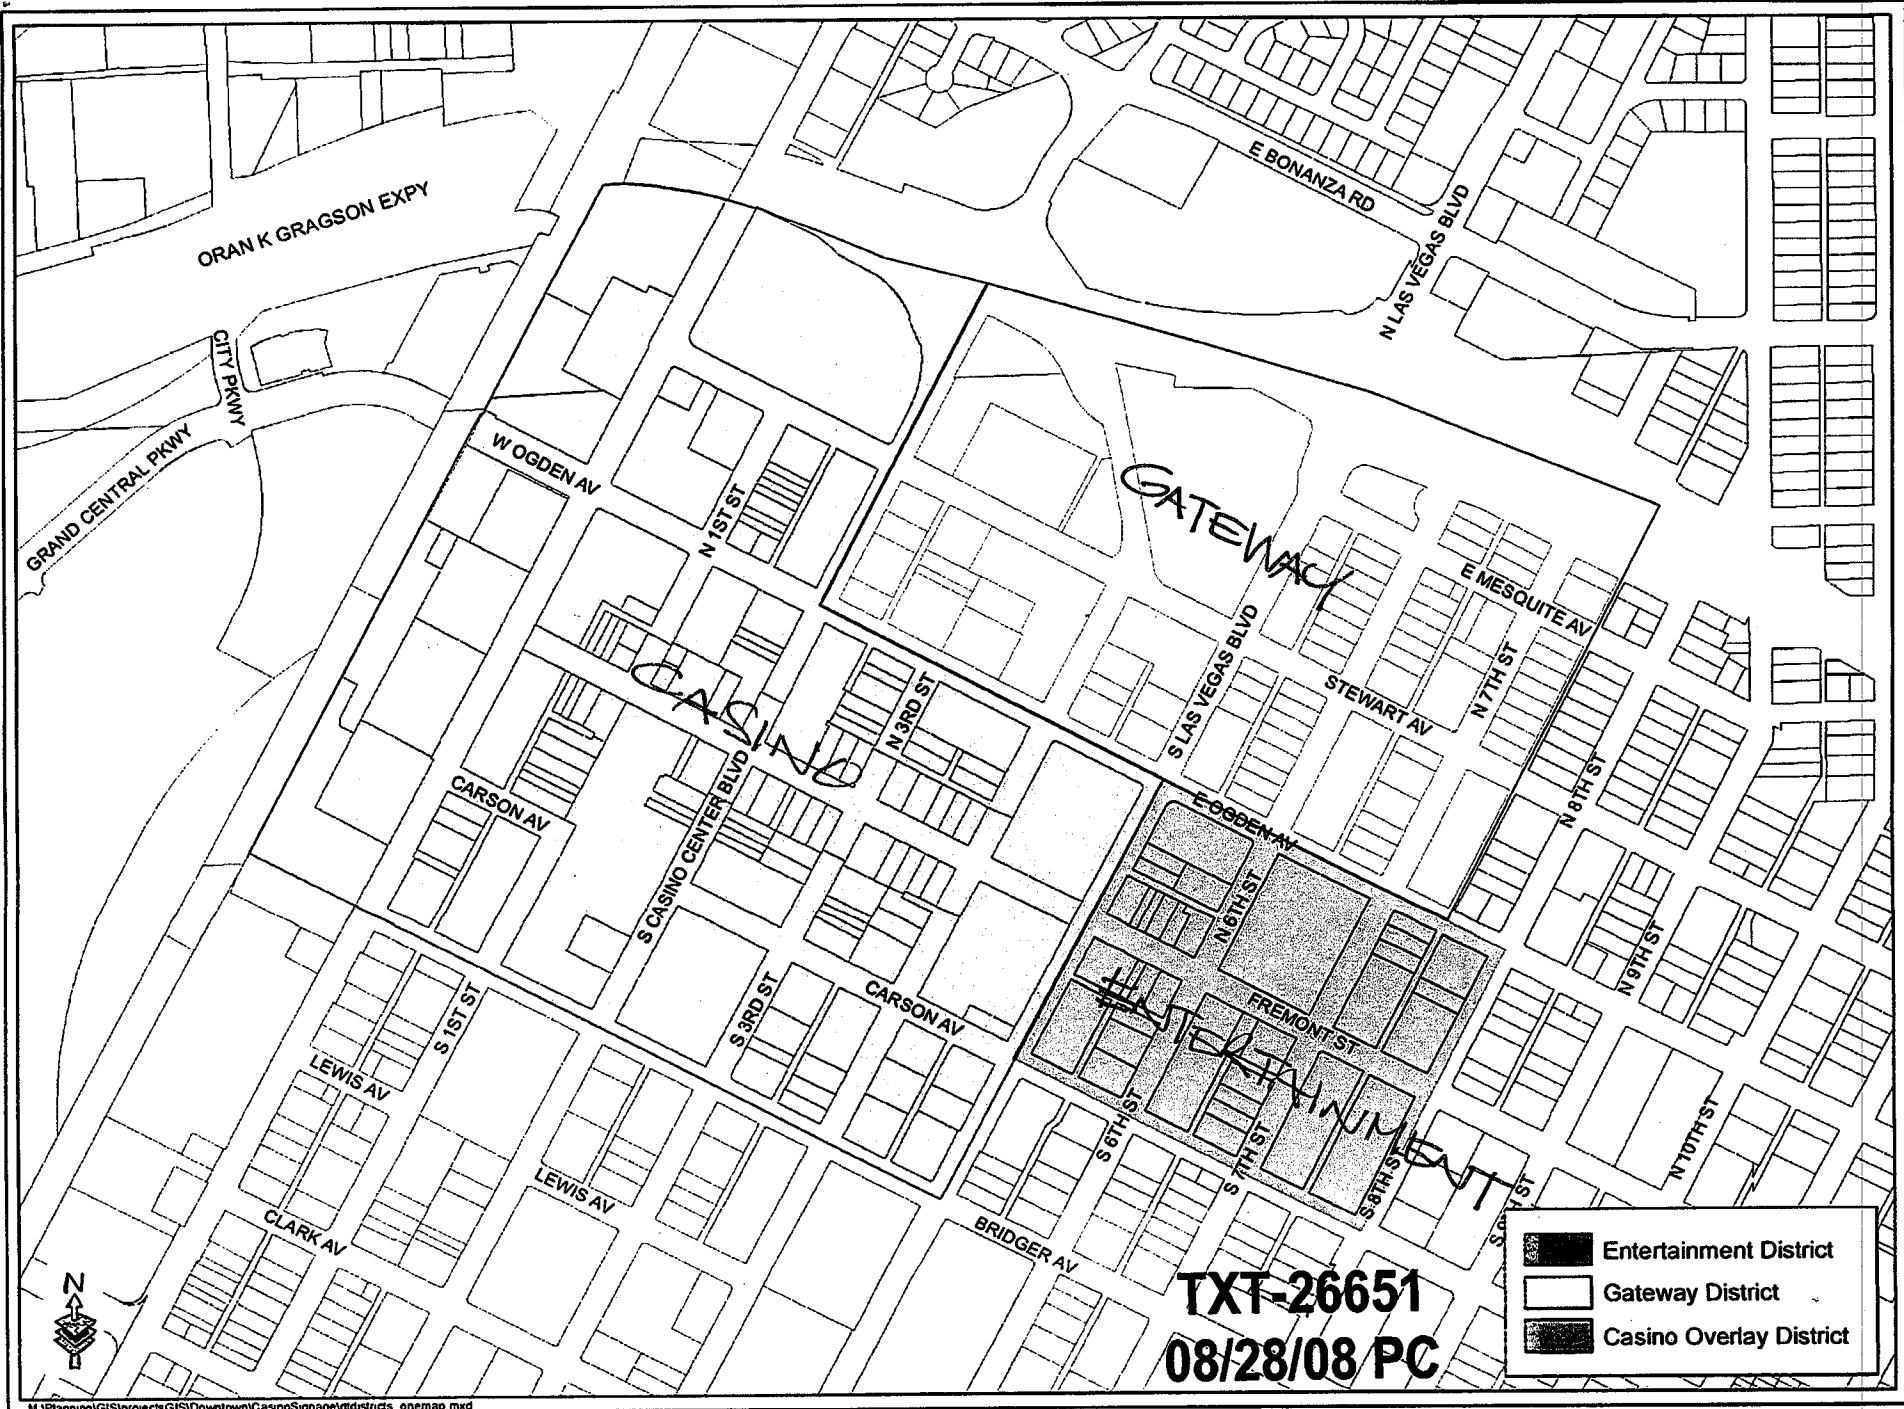 E BONANZA RD
ORAN K GRAGSON EXPY
N LAS VEGAS BLVD
CITY PKWY
GRAND CENTRAL PKWY
W OGDEN AV
N 1ST ST
GATEWAY
E MESQUITE AV
S LAS VEGAS BLVD
N 7TH ST
STEWART AV
CASINO
N 3RD ST
N 8TH ST
CARSON AV
S CASINO CENTER BLVD
E OGDEN AV
N 6TH ST
N 9TH ST
S 3RD ST
CARSON AV
FREMONT ST
ENTERTAINMENT
S 1ST ST
LEWIS AV
S 6TH ST
S 7TH ST
S 8TH ST
N 10TH ST
LEWIS AV
CLARK AV
BRIDGER AV
N
TXT-26651
08/28/08 PC
Entertainment District
Gateway District
Casino Overlay District